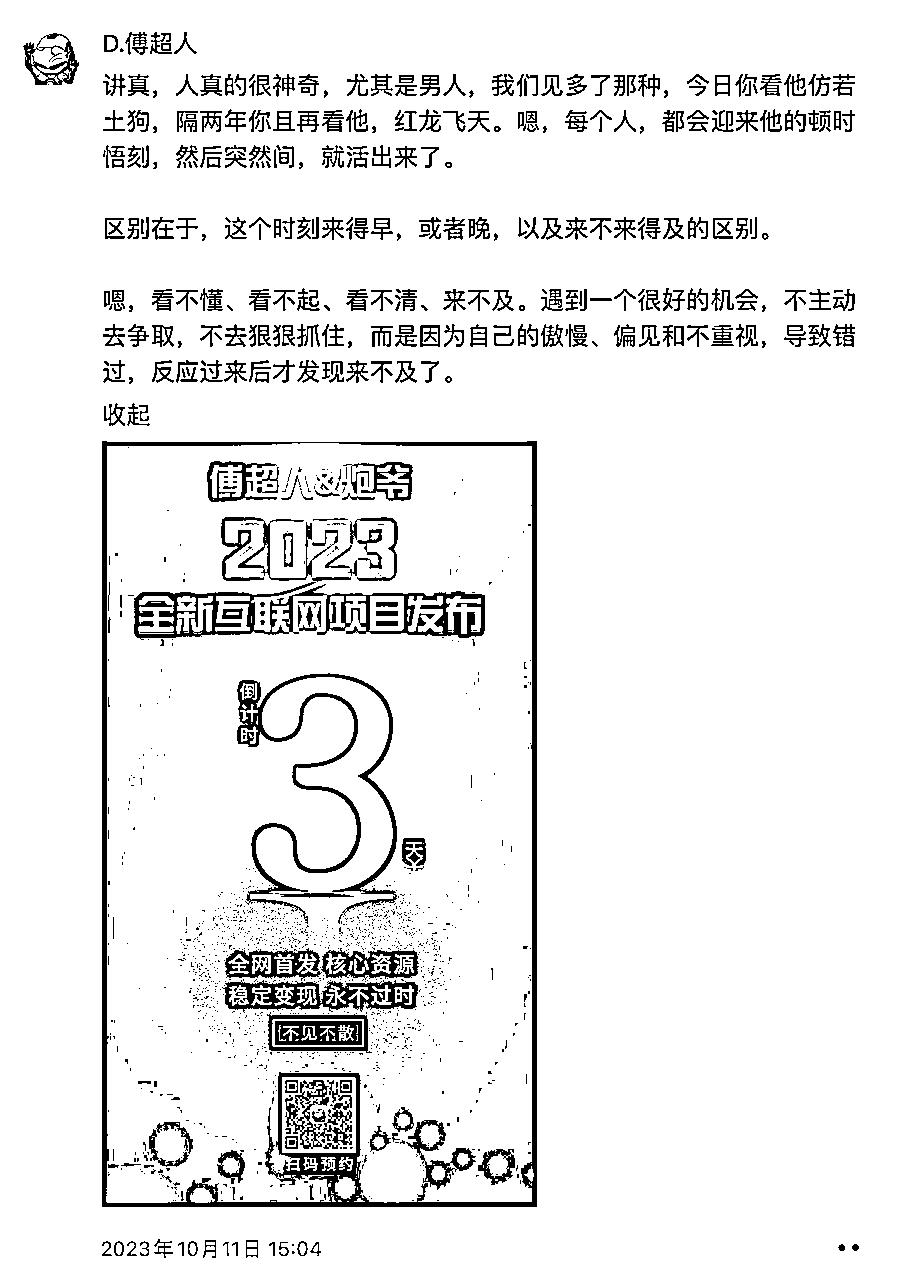 D.傅超人
讲真，人真的很神奇，尤其是男人，我们见多了那种，今日你看他仿若
土狗，隔两年你且再看他，红龙飞天。嗯，每个人，都会迎来他的顿时
悟刻，然后突然间，就活出来了。
区别在于，这个时刻来得早，或者晚，以及来不来得及的区别。
嗯，看不懂、看不起、看不清、来不及。遇到一个很好的机会，不主动
去争取，不去狠狠抓住，而是因为自己的傲慢、偏见和不重视，导致错
过，反应过来后才发现来不及了。
收起
傅超人&炮爷
2023
全新互联网项目发布
倒计时
3
天
全网首发 核心资源
稳定变现 永不过时
不见不散
扫码预约
2023年10月11日 15:04